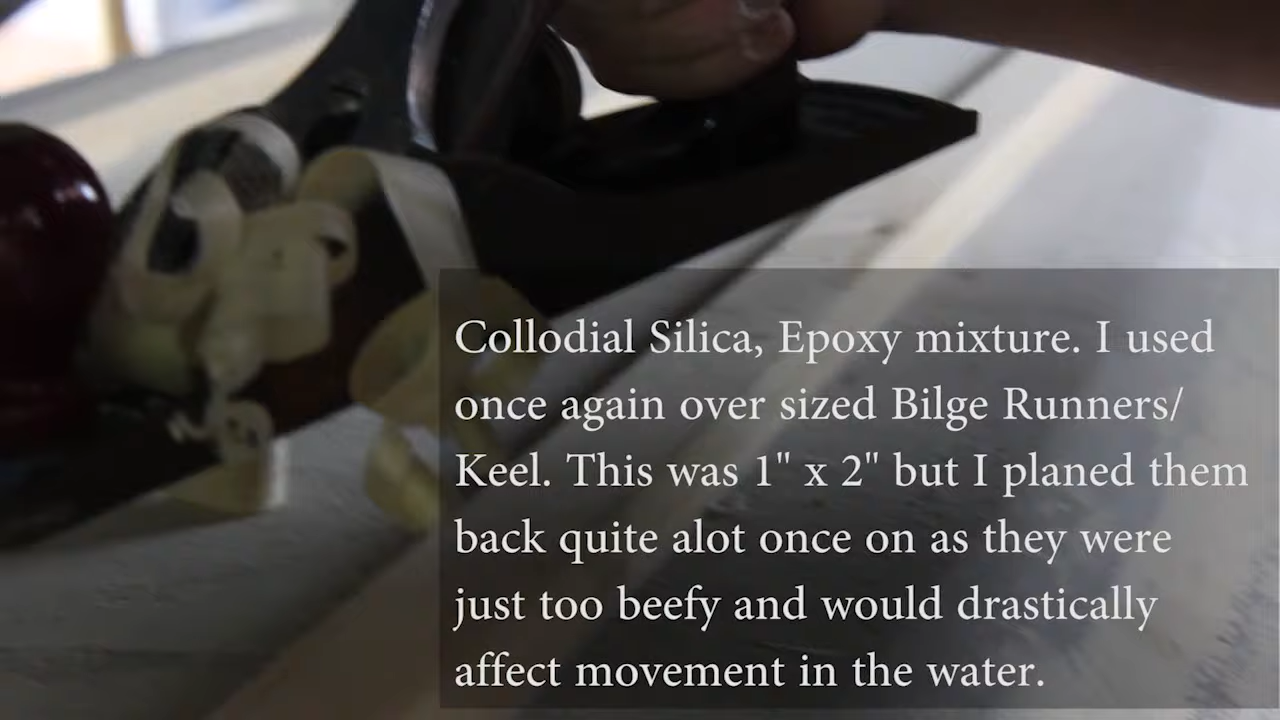 Collodial Silica, Epoxy mixture. I used
once again over sized Bilge Runners/
Keel. This was 1" x 2" but I planed them
back quite alot once on as they were
just too beefy and would drastically
affect movement in the water.